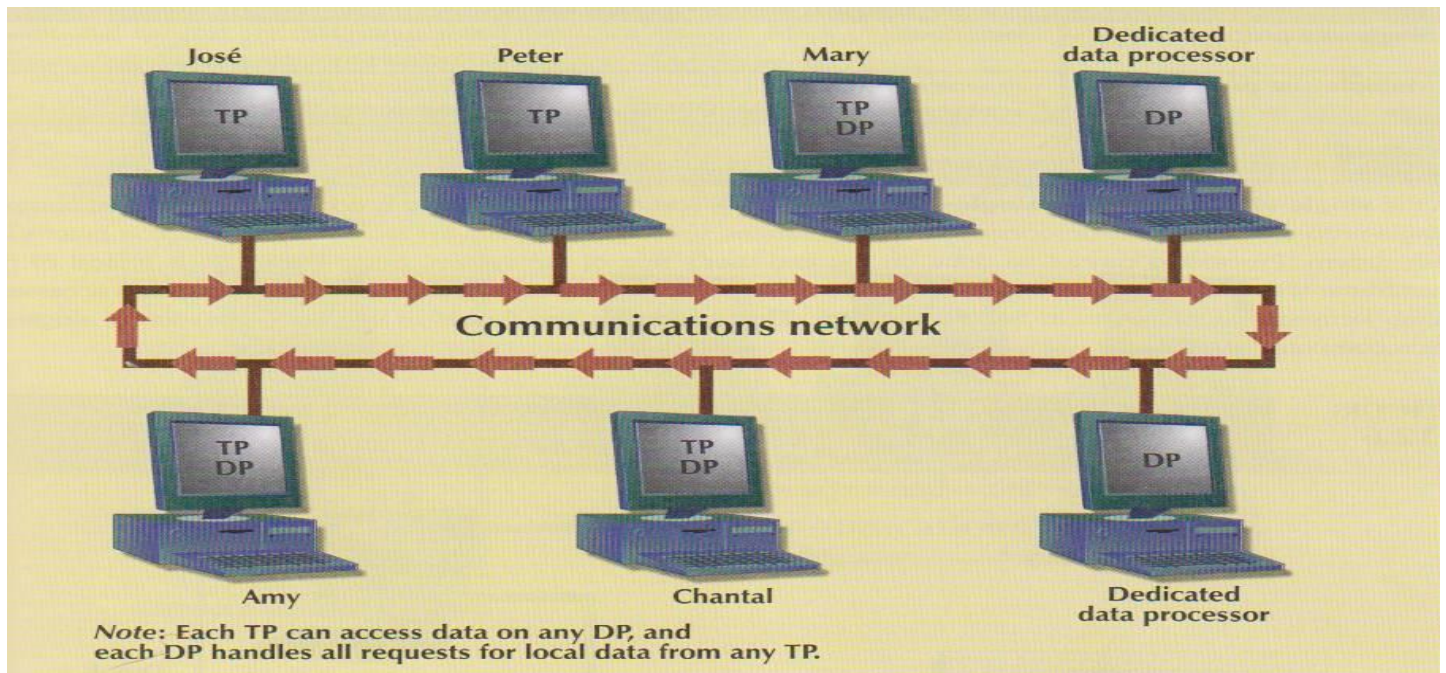 José
Peter
Mary
Dedicated
data processor
TP
TP
TP
DP
DP
Communications network
TP
DP
TP
DP
DP
Amy
Chantal
Dedicated
data processor
Note: Each TP can access data on any DP, and
each DP handles all requests for local data from any TP.